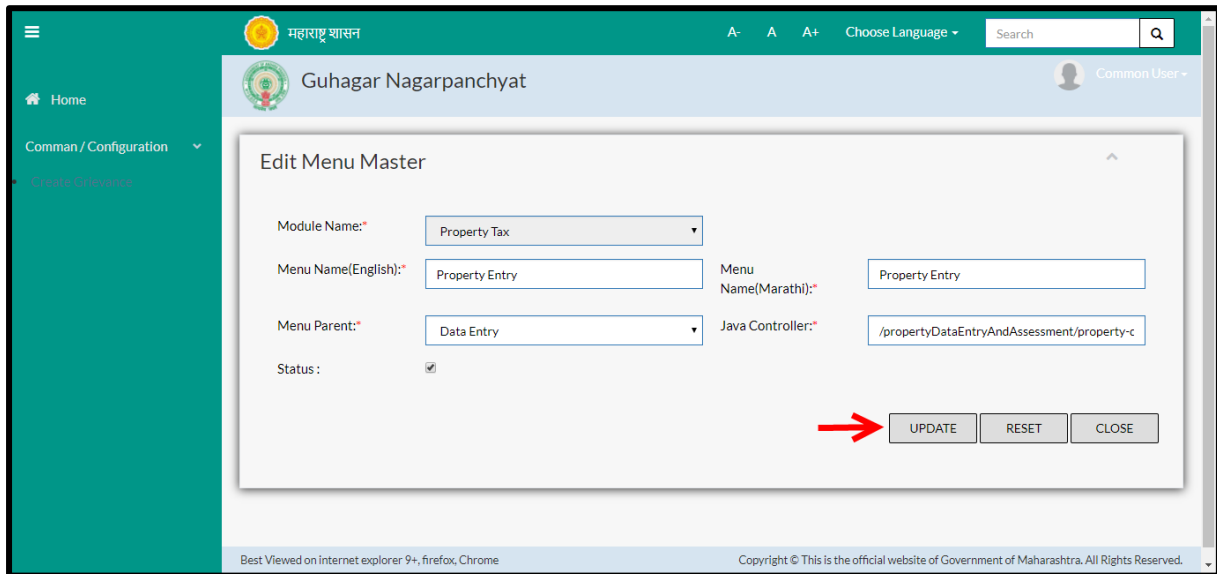 महाराष्ट्र शासन
A- A A+ Choose Language Search
Guhagar Nagarpanchyat
Common User
Home
Comman / Configuration
Create Grievance
Edit Menu Master
Module Name:* Property Tax
Menu Name(English):* Property Entry Menu Name(Marathi):* Property Entry
Menu Parent:* Data Entry Java Controller:* /propertyDataEntryAndAssessment/property-c
Status :
UPDATE RESET CLOSE
Best Viewed on internet explorer 9+, firefox, Chrome Copyright © This is the official website of Government of Maharashtra. All Rights Reserved.